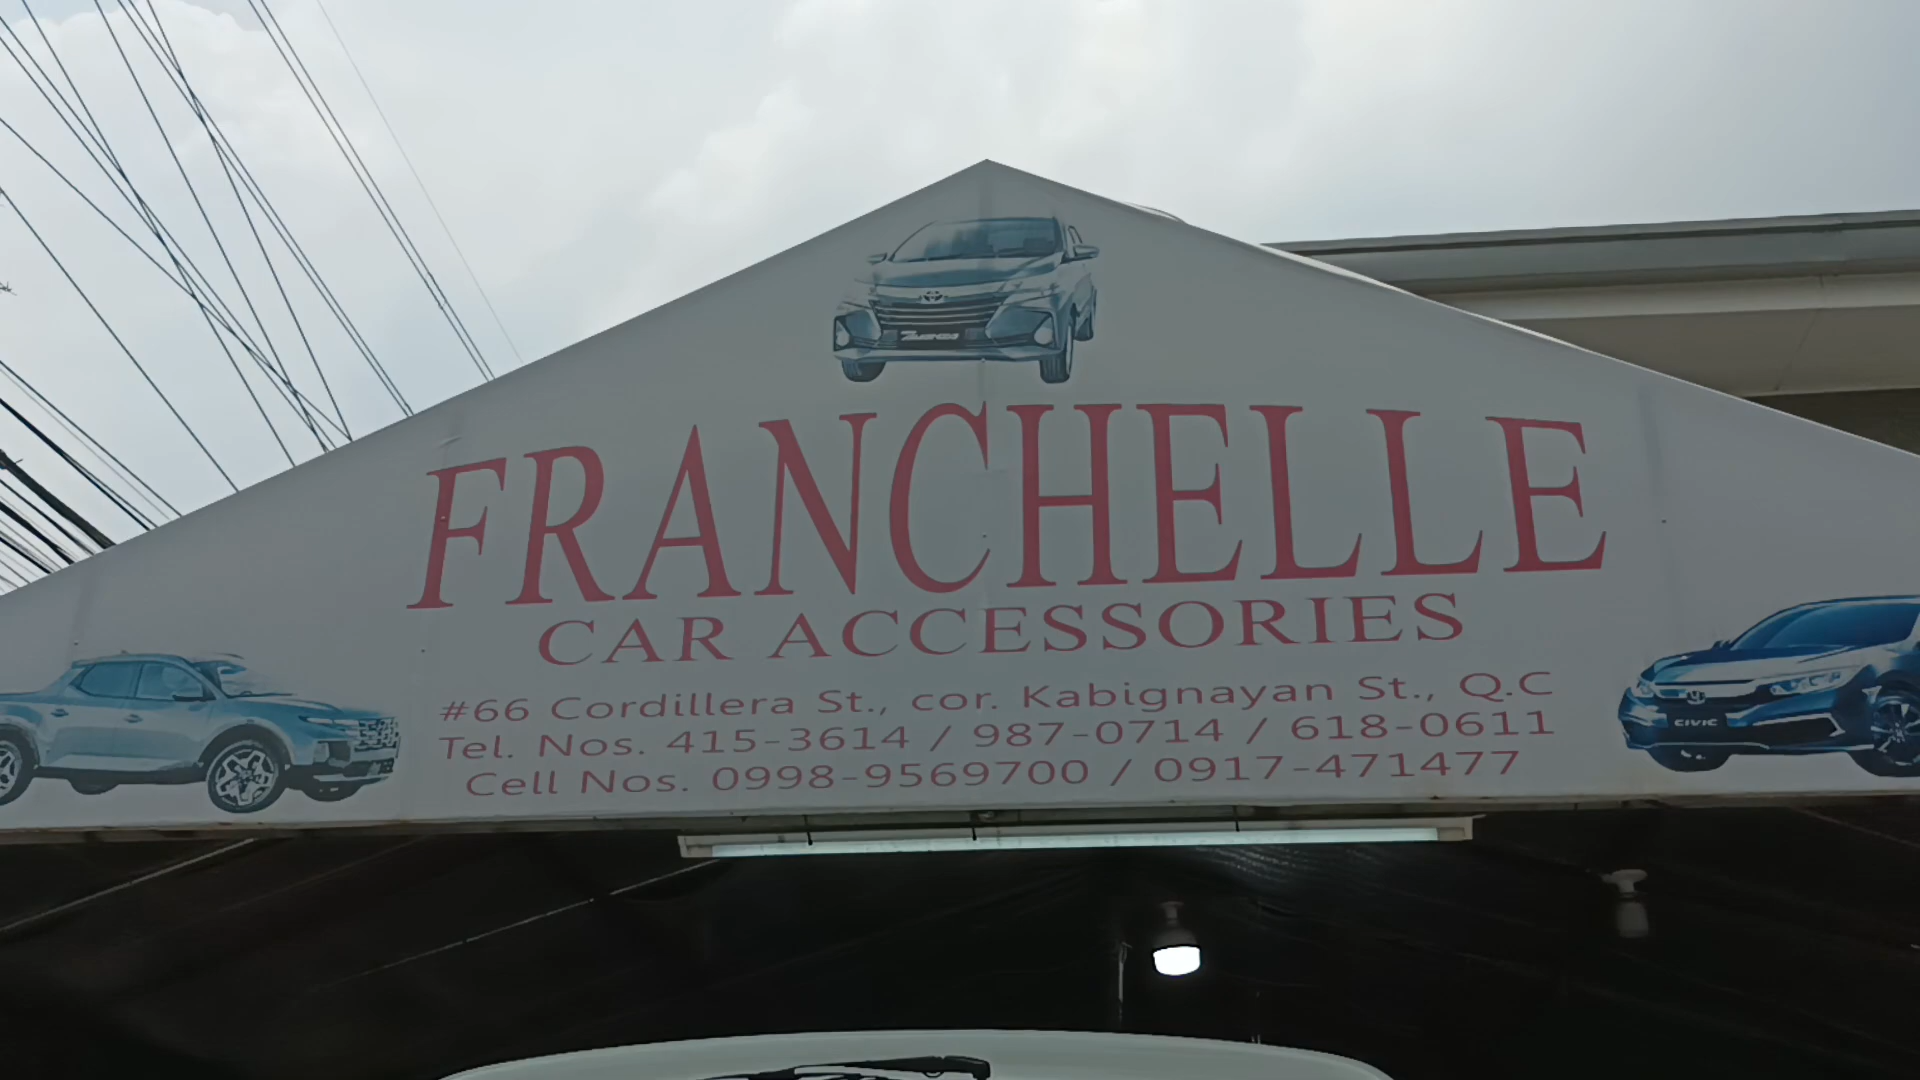 FRANCHELLE
CAR ACCESSORIES
#66 Cordillera St., cor. Kabignayan St., Q.C
Tel. Nos. 415-3614 / 987-0714 / 618-0611
Cell Nos. 0998-9569700 / 0917-471477
CIVIC